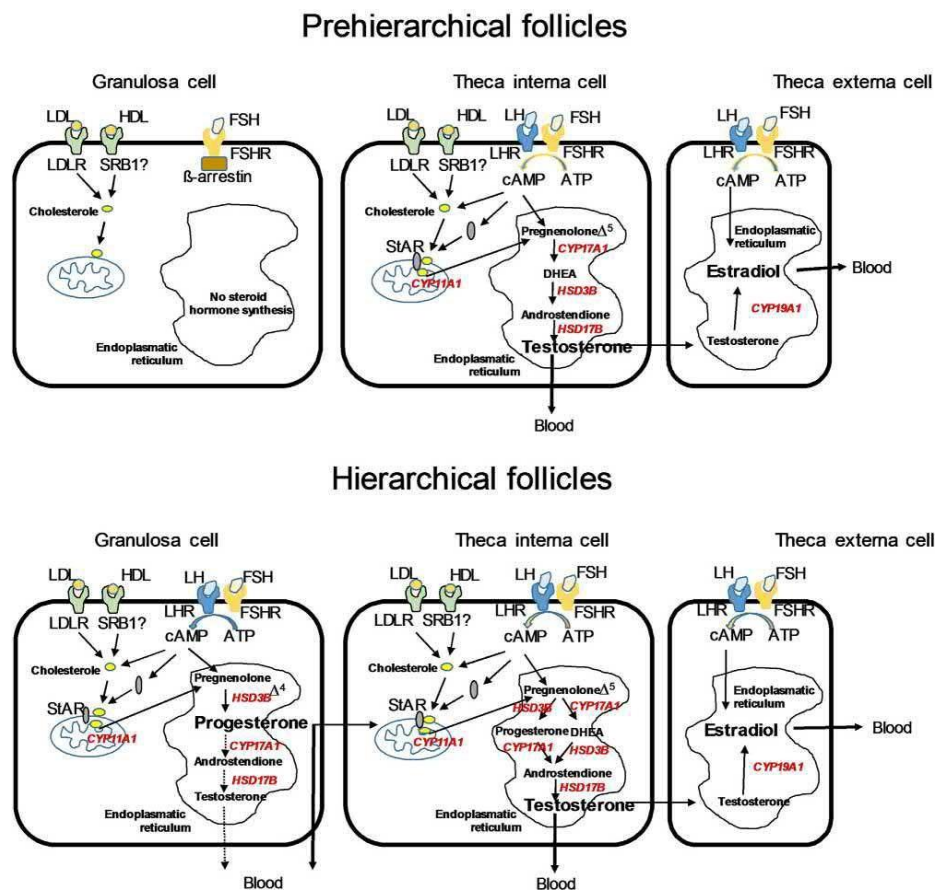 Prehierarchical follicles
Granulosa cell
LDL
HDL
FSH
LDLR
SRB1?
FSHR
ß-arrestin
Cholesterole
No steroid
hormone synthesis
Endoplasmatic
reticulum
Theca interna cell
LDL
HDL
LH
FSH
LDLR
SRB1?
LHR
FSHR
cAMP
ATP
Cholesterole
StAR
CYP11A1
PregnenoloneΔ5
CYP17A1
DHEA
HSD3B
Androstendione
HSD17B
Testosterone
Endoplasmatic
reticulum
Blood
Theca externa cell
LH
FSH
LHR
FSHR
cAMP
ATP
Endoplasmatic
reticulum
Estradiol
CYP19A1
Testosterone
Blood
Hierarchical follicles
Granulosa cell
LDL
HDL
LH
FSH
LDLR
SRB1?
LHR
FSHR
cAMP
ATP
Cholesterole
StAR
CYP11A1
Pregnenolone
Δ4
HSD3B
Progesterone
CYP17A1
Androstendione
HSD17B
Testosterone
Endoplasmatic
reticulum
Blood
Theca interna cell
LDL
HDL
LH
FSH
LDLR
SRB1?
LHR
FSHR
cAMP
ATP
Cholesterole
StAR
CYP11A1
PregnenoloneΔ5
HSD3B
CYP17A1
Progesterone
DHEA
CYP17A1
HSD3B
Androstendione
HSD17B
Testosterone
Endoplasmatic
reticulum
Blood
Theca externa cell
LH
FSH
LHR
FSHR
cAMP
ATP
Endoplasmatic
reticulum
Estradiol
CYP19A1
Testosterone
Blood